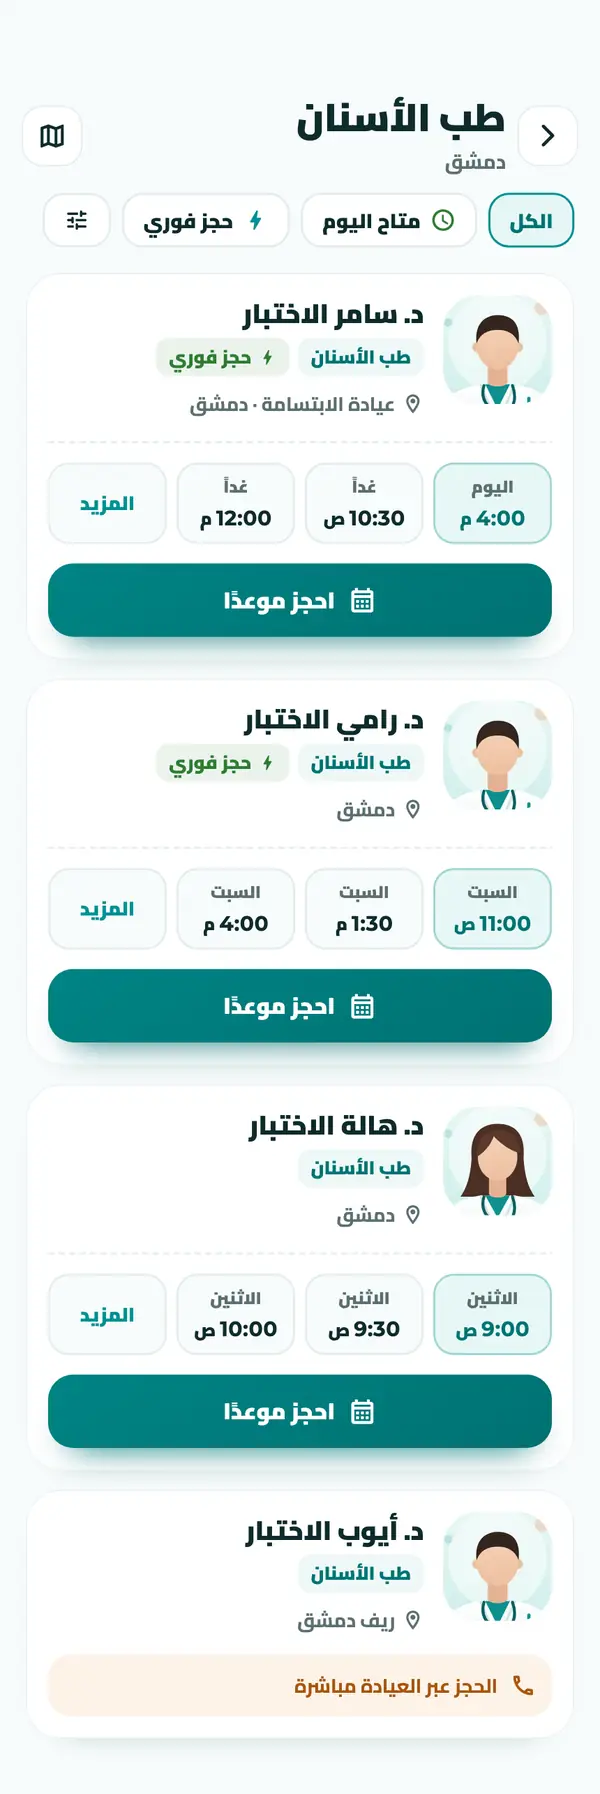 طب الأسنان
دمشق
الكل
متاح اليوم
حجز فوري
د. سامر الاختبار
طب الأسنان
حجز فوري
عيادة الابتسامة · دمشق
اليوم
4:00 م
غداً
10:30 ص
غداً
12:00 م
المزيد
احجز موعدًا
د. رامي الاختبار
طب الأسنان
حجز فوري
دمشق
السبت
11:00 ص
السبت
1:30 م
السبت
4:00 م
المزيد
احجز موعدًا
د. هالة الاختبار
طب الأسنان
دمشق
الاثنين
9:00 ص
الاثنين
9:30 ص
الاثنين
10:00 ص
المزيد
احجز موعدًا
د. أيوب الاختبار
طب الأسنان
ريف دمشق
الحجز عبر العيادة مباشرة